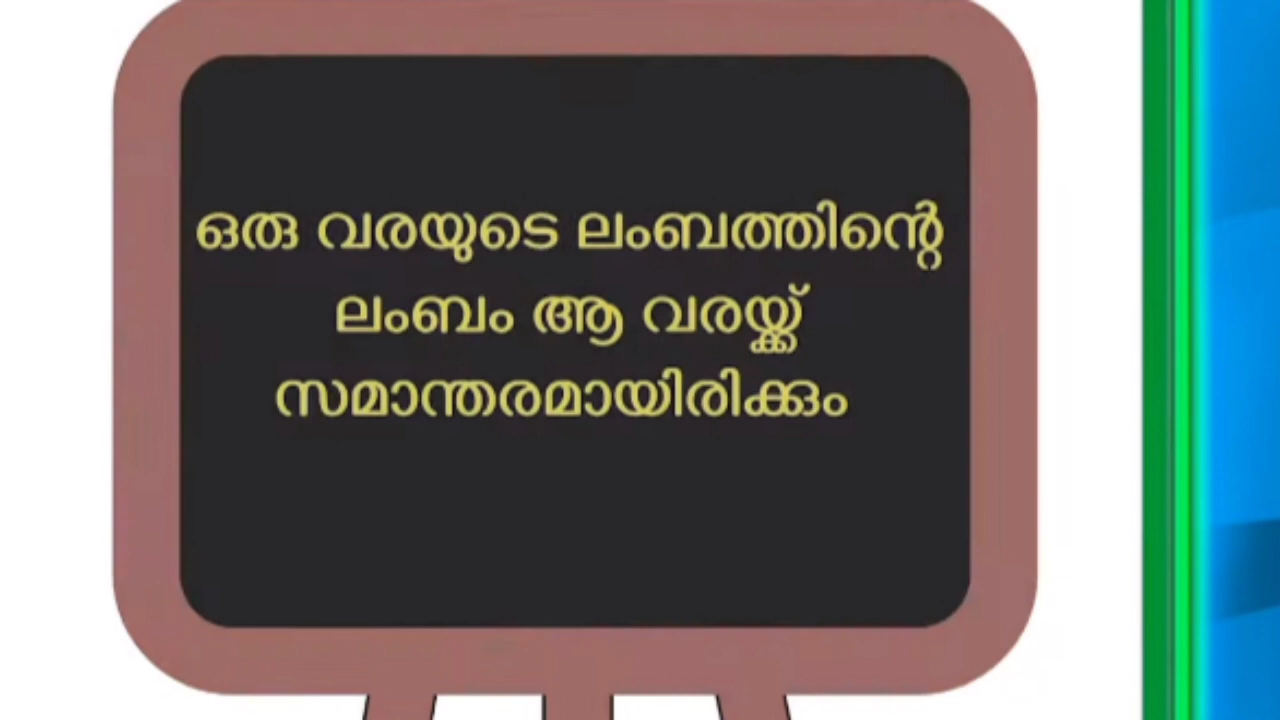 ഒരു വരയുടെ ലംബത്തിന്റെ
ലംബം ആ വരയ്ക്ക്
സമാന്തരമായിരിക്കും